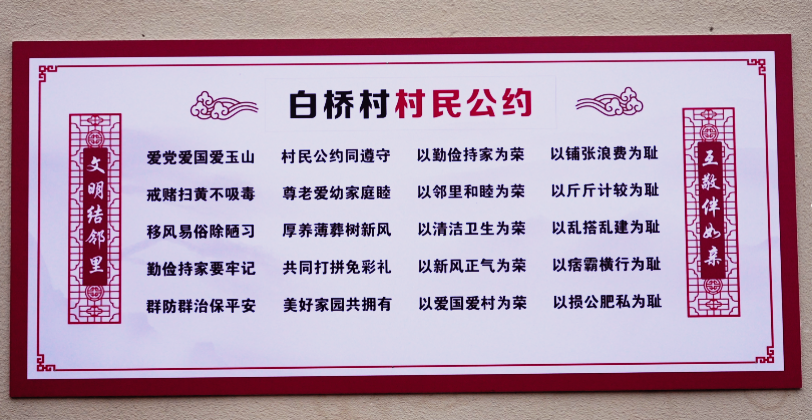 白桥村村民公约
文明结邻里
爱党爱国爱玉山 村民公约同遵守 以勤俭持家为荣 以铺张浪费为耻
戒赌扫黄不吸毒 尊老爱幼家庭睦 以邻里和睦为荣 以斤斤计较为耻
移风易俗除陋习 厚养薄葬树新风 以清洁卫生为荣 以乱搭乱建为耻
勤俭持家要牢记 共同打拼免彩礼 以新风正气为荣 以痞霸横行为耻
群防群治保平安 美好家园共拥有 以爱国爱村为荣 以损公肥私为耻
互敬伴如亲